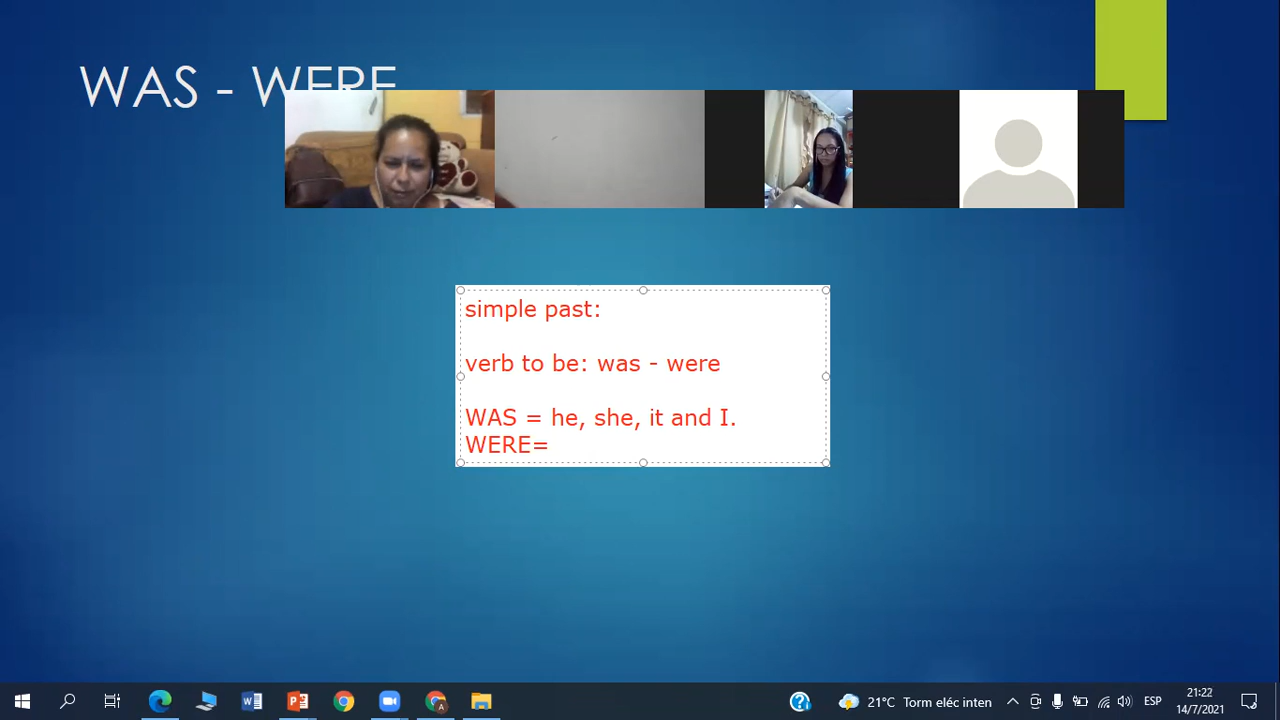 WAS - WERE
simple past:
verb to be: was - were
WAS = he, she, it and I.
WERE=
21°C Torm eléc inten
ESP
21:22
14/7/2021